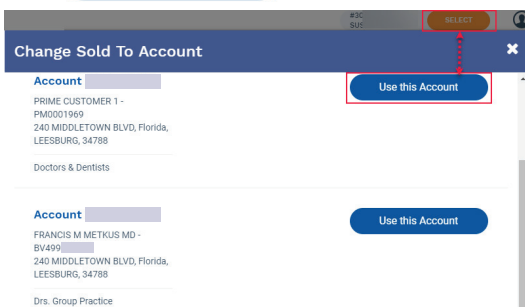 #30
SUS
SELECT
Change Sold To Account
Account
Use this Account
PRIME CUSTOMER 1 -
PM0001969
240 MIDDLETOWN BLVD, Florida,
LEESBURG, 34788
Doctors & Dentists
Account
Use this Account
FRANCIS M METKUS MD -
BV499
240 MIDDLETOWN BLVD, Florida,
LEESBURG, 34788
Drs. Group Practice